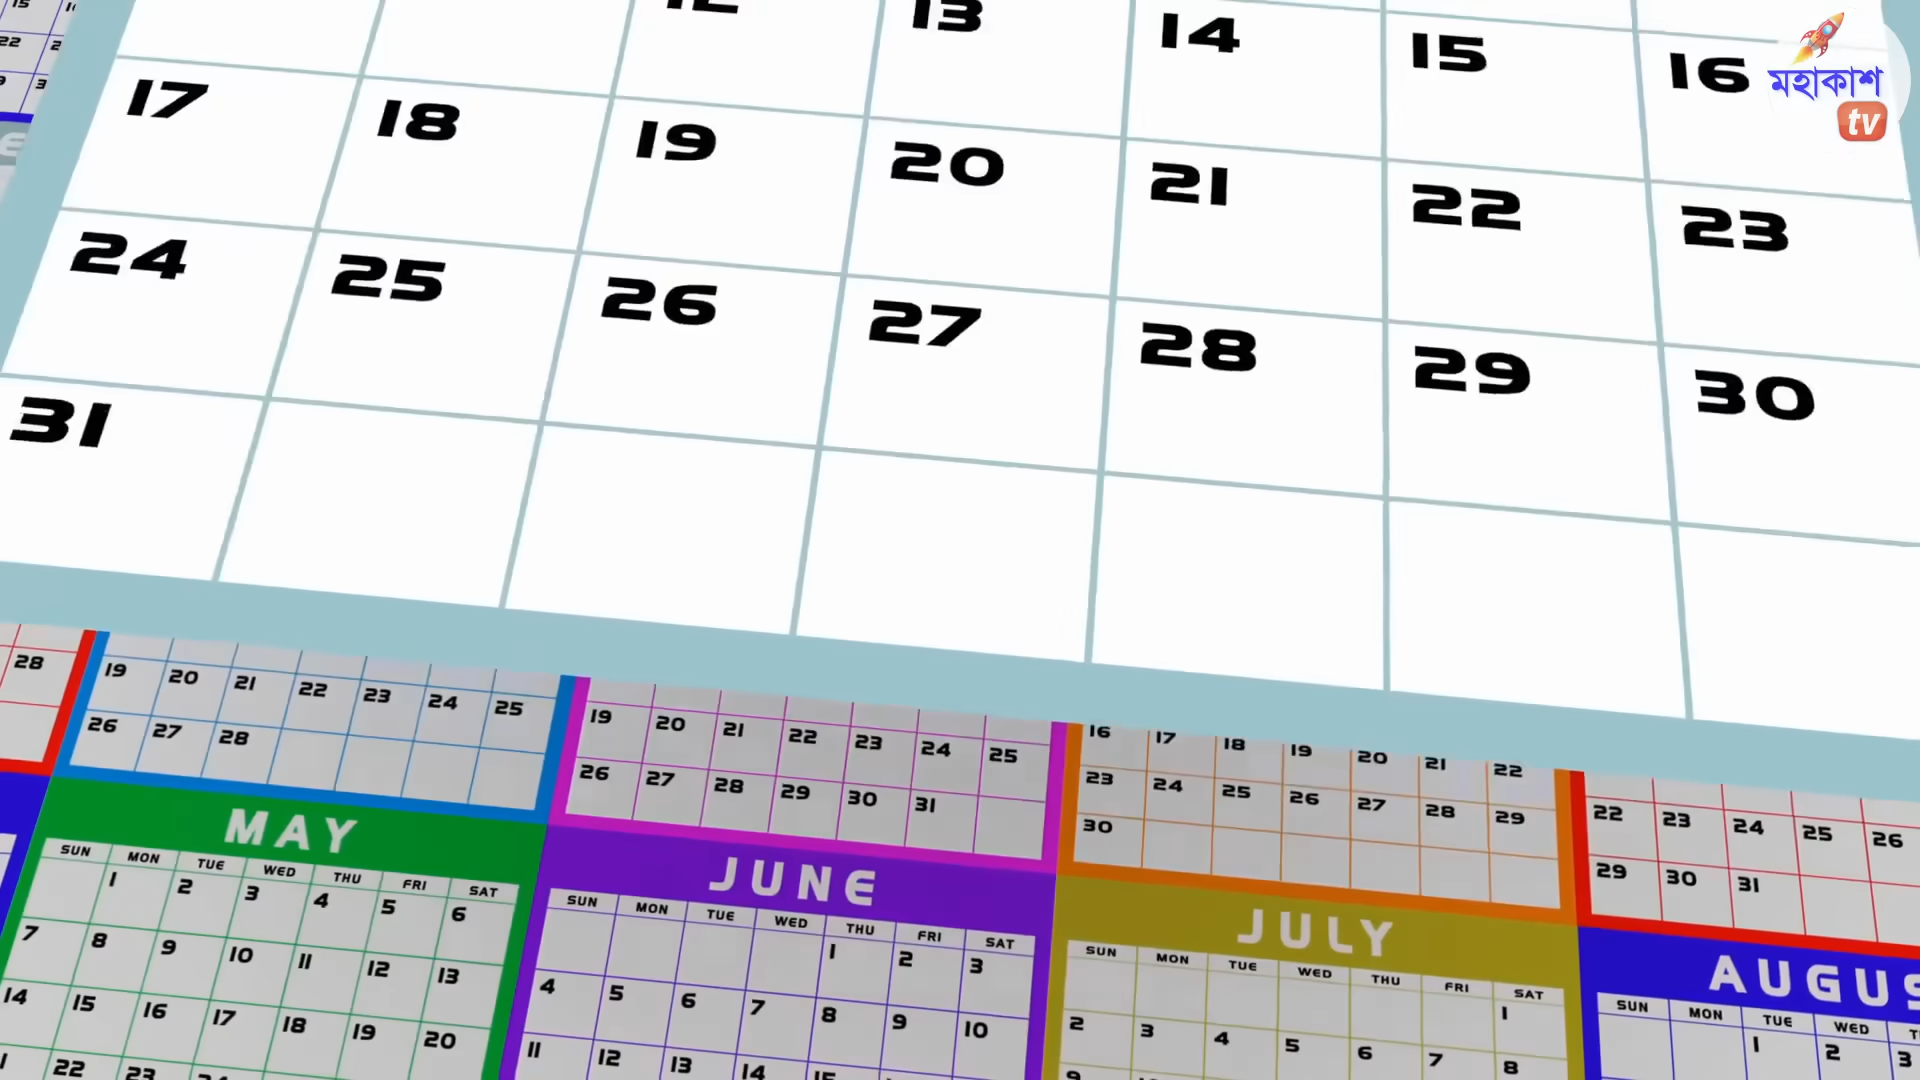 13 14 15 16
মহাকাশ
tv
17 18 19 20 21 22 23
24 25 26 27 28 29 30
31
28
19 20 21 22 23 24 25
26 27 28
19 20 21 22 23 24 25
26 27 28 29 30 31
16 17 18 19 20 21 22
23 24 25 26 27 28 29
30
22 23 24 25 26
29 30 31
MAY
SUN MON TUE WED THU FRI SAT
1 2 3 4 5 6
7 8 9 10 11 12 13
14 15 16 17 18 19 20
22 23
JUNE
SUN MON TUE WED THU FRI SAT
1 2 3
4 5 6 7 8 9 10
11 12 13 14 15
JULY
SUN MON TUE WED THU FRI SAT
1
2 3 4 5 6 7 8
9
AUGUS
SUN MON TUE WED
1 2 3